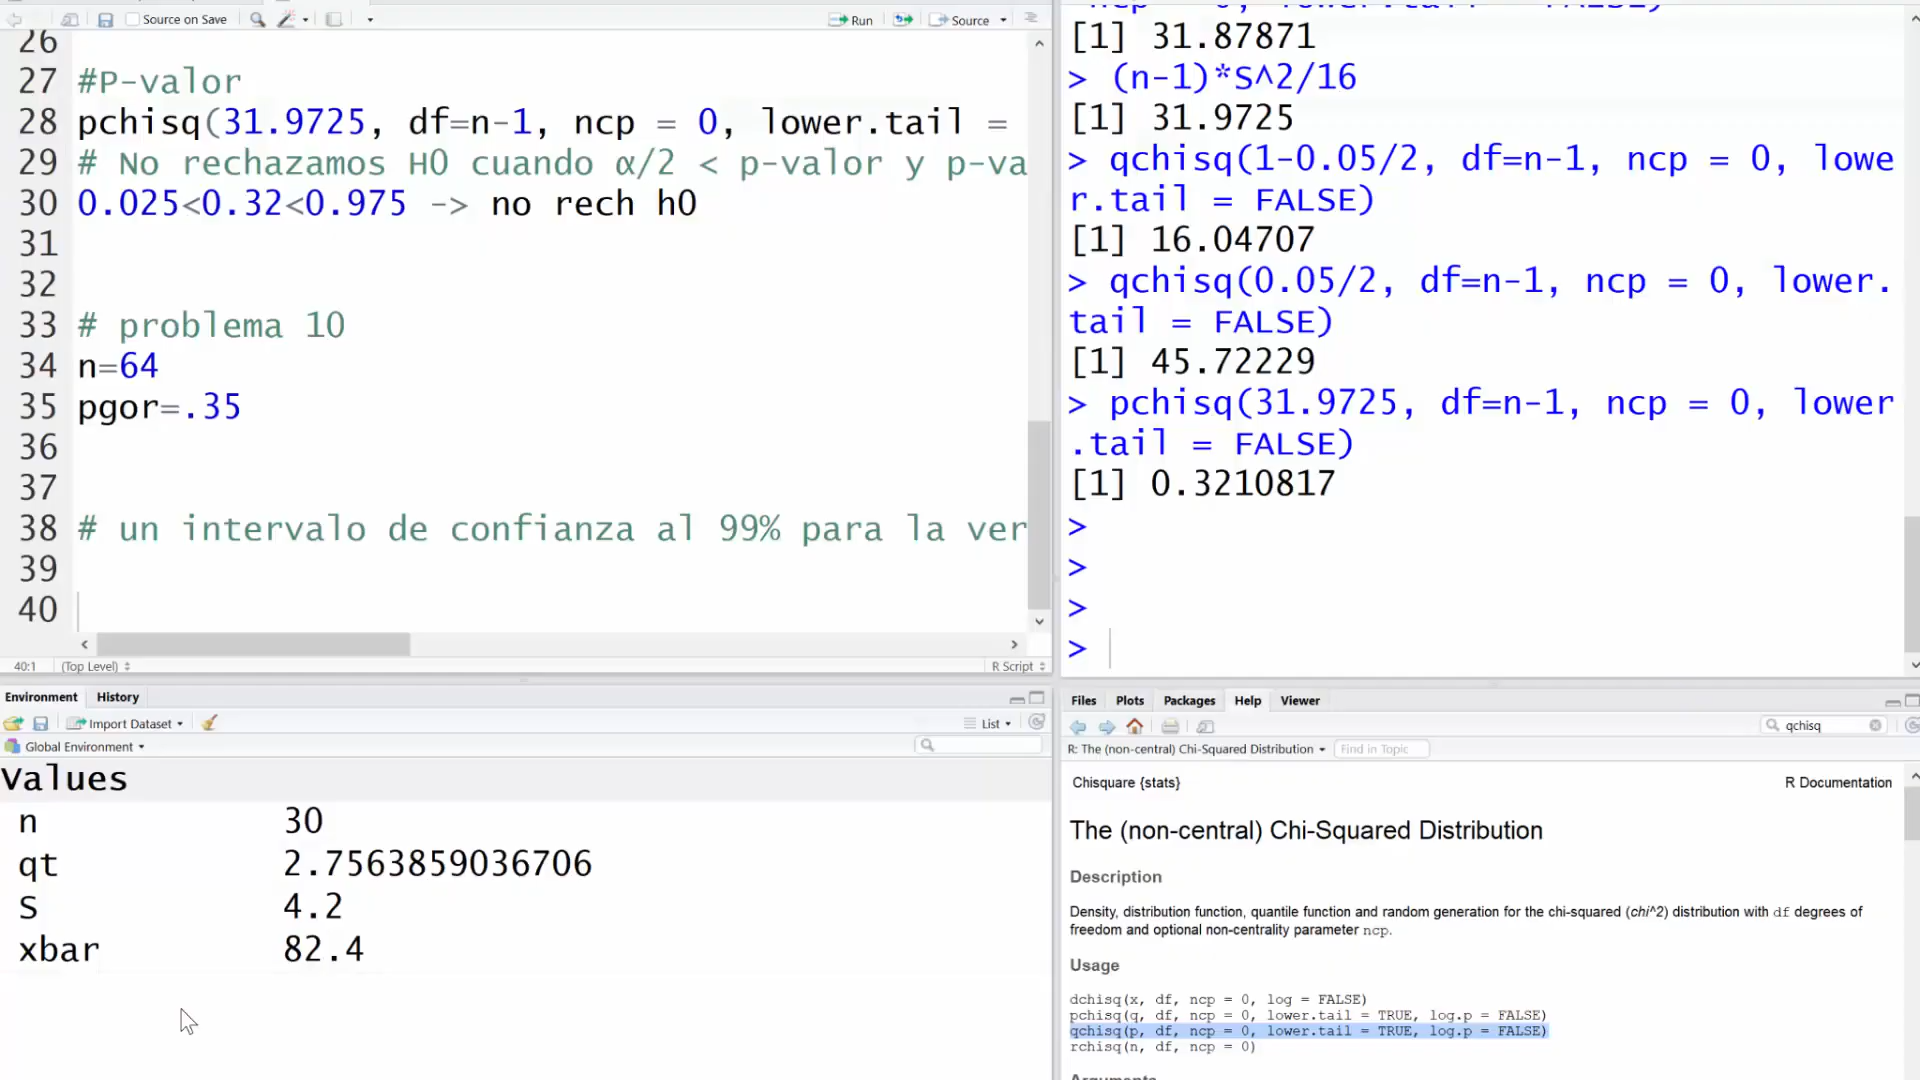 Source on Save
Run
Source
26
27 #P-valor
28 pchisq(31.9725, df=n-1, ncp = 0, lower.tail =
29 # No rechazamos H0 cuando α/2 < p-valor y p-va
30 0.025<0.32<0.975 -> no rech h0
31
32
33 # problema 10
34 n=64
35 pgor=.35
36
37
38 # un intervalo de confianza al 99% para la ver
39
40
40:1 (Top Level) R Script
ncp = 0, lower.tail = FALSE)
[1] 31.87871
> (n-1)*S^2/16
[1] 31.9725
> qchisq(1-0.05/2, df=n-1, ncp = 0, lowe
r.tail = FALSE)
[1] 16.04707
> qchisq(0.05/2, df=n-1, ncp = 0, lower.
tail = FALSE)
[1] 45.72229
> pchisq(31.9725, df=n-1, ncp = 0, lower
.tail = FALSE)
[1] 0.3210817
>
>
>
>
Environment History
Import Dataset List
Global Environment
Values
n 30
qt 2.7563859036706
S 4.2
xbar 82.4
Files Plots Packages Help Viewer
qchisq
R: The (non-central) Chi-Squared Distribution Find in Topic
Chisquare {stats} R Documentation
The (non-central) Chi-Squared Distribution
Description
Density, distribution function, quantile function and random generation for the chi-squared (chi^2) distribution with df degrees of
freedom and optional non-centrality parameter ncp.
Usage
dchisq(x, df, ncp = 0, log = FALSE)
pchisq(q, df, ncp = 0, lower.tail = TRUE, log.p = FALSE)
qchisq(p, df, ncp = 0, lower.tail = TRUE, log.p = FALSE)
rchisq(n, df, ncp = 0)
Arguments